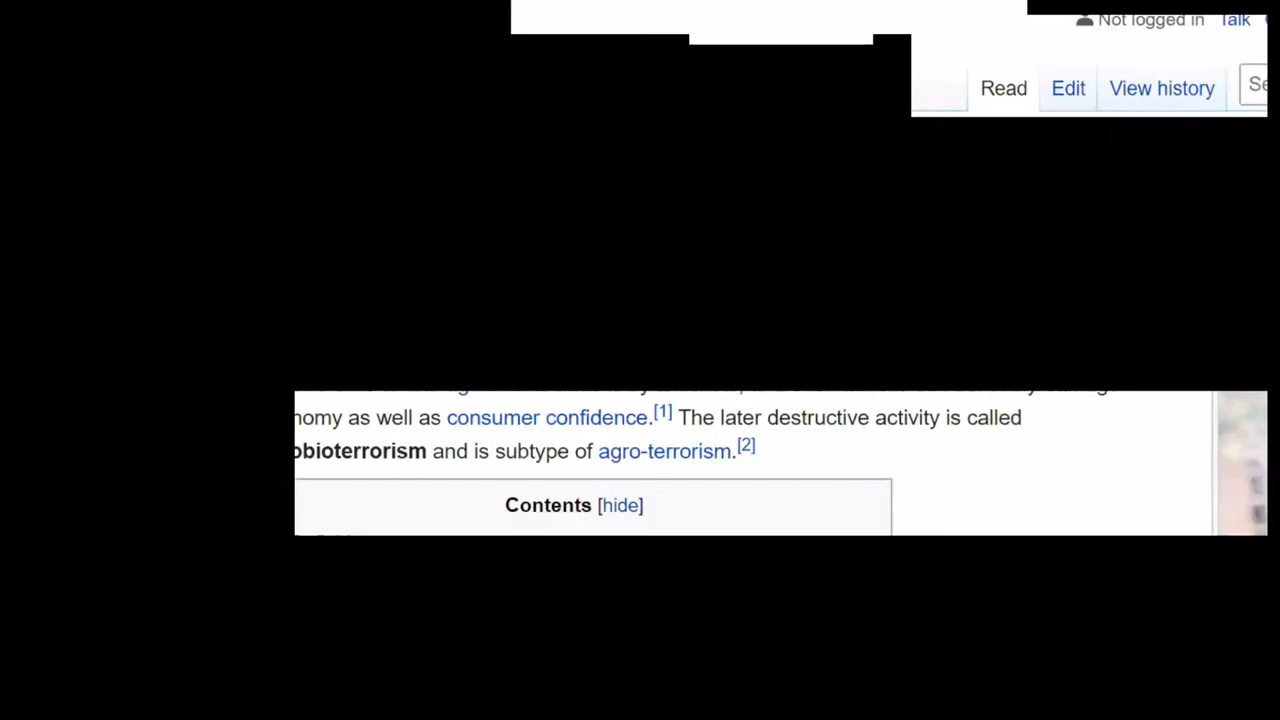 Not logged in Talk
Read Edit View history
nomy as well as consumer confidence.[1] The later destructive activity is called
obioterrorism and is subtype of agro-terrorism.[2]
Contents [hide]